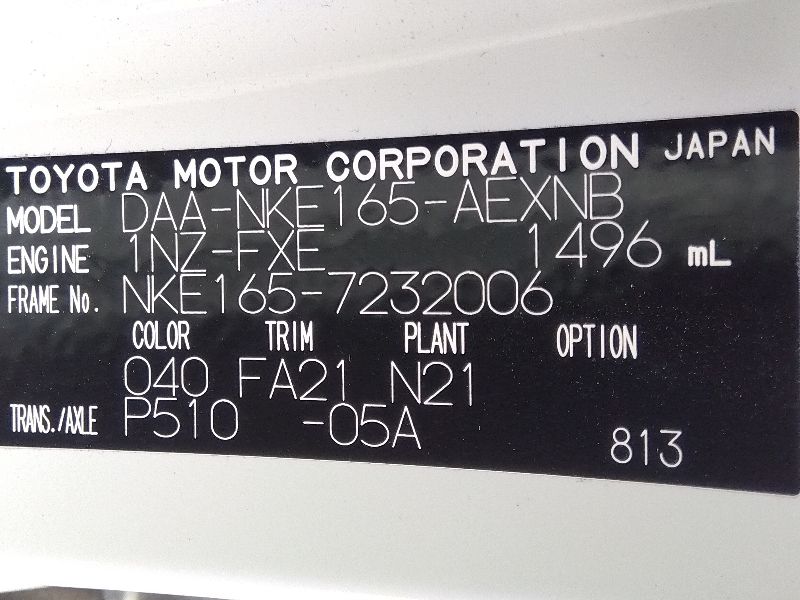 TOYOTA MOTOR CORPORATION JAPAN
MODEL DAA-NKE165-AEXNB
ENGINE 1NZ-FXE 1496 mL
FRAME No. NKE165-7232006
COLOR TRIM PLANT OPTION
040 FA21 N21
TRANS./AXLE P510 -05A 813